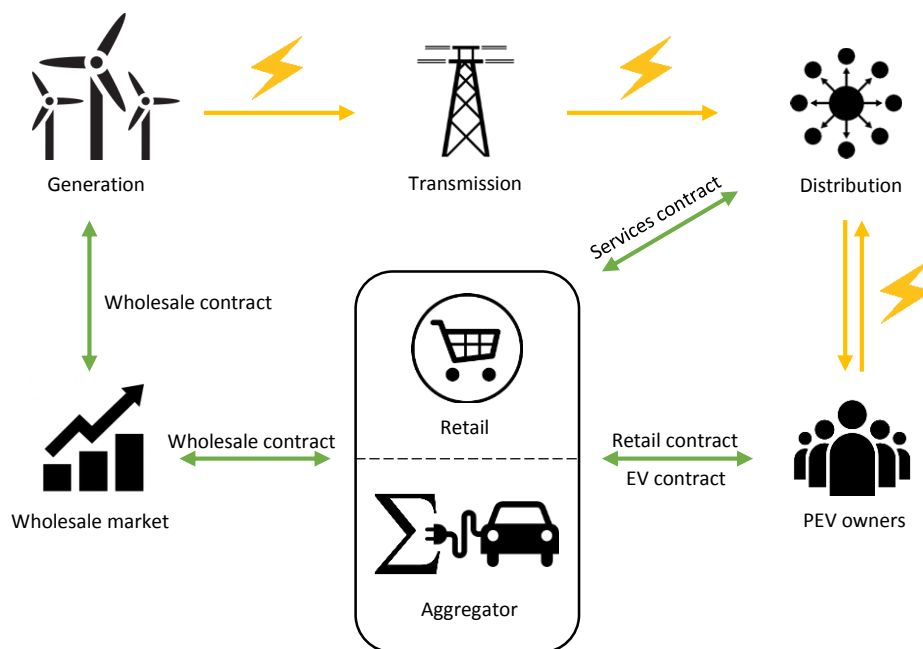 Generation
Transmission
Distribution
Services contract
Wholesale contract
Retail
Wholesale contract
Retail contract
EV contract
Wholesale market
PEV owners
Aggregator